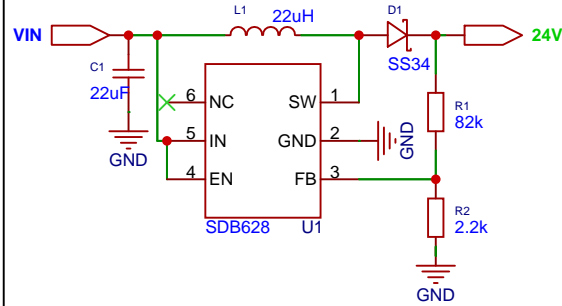 L1
22uH
D1
VIN
24V
SS34
C1
22uF
GND
6 NC
SW 1
5 IN
GND 2
GND
4 EN
FB 3
SDB628
U1
R1
82k
R2
2.2k
GND